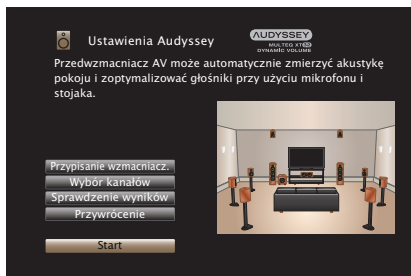 Ustawienia Audyssey
AUDYSSEY
MULTEQ XT32
DYNAMIC VOLUME
Przedwzmacniacz AV może automatycznie zmierzyć akustykę
pokoju i zoptymalizować głośniki przy użyciu mikrofonu i
stojaka.
Przypisanie wzmacniacz.
Wybór kanałów
Sprawdzenie wyników
Przywrócenie
Start